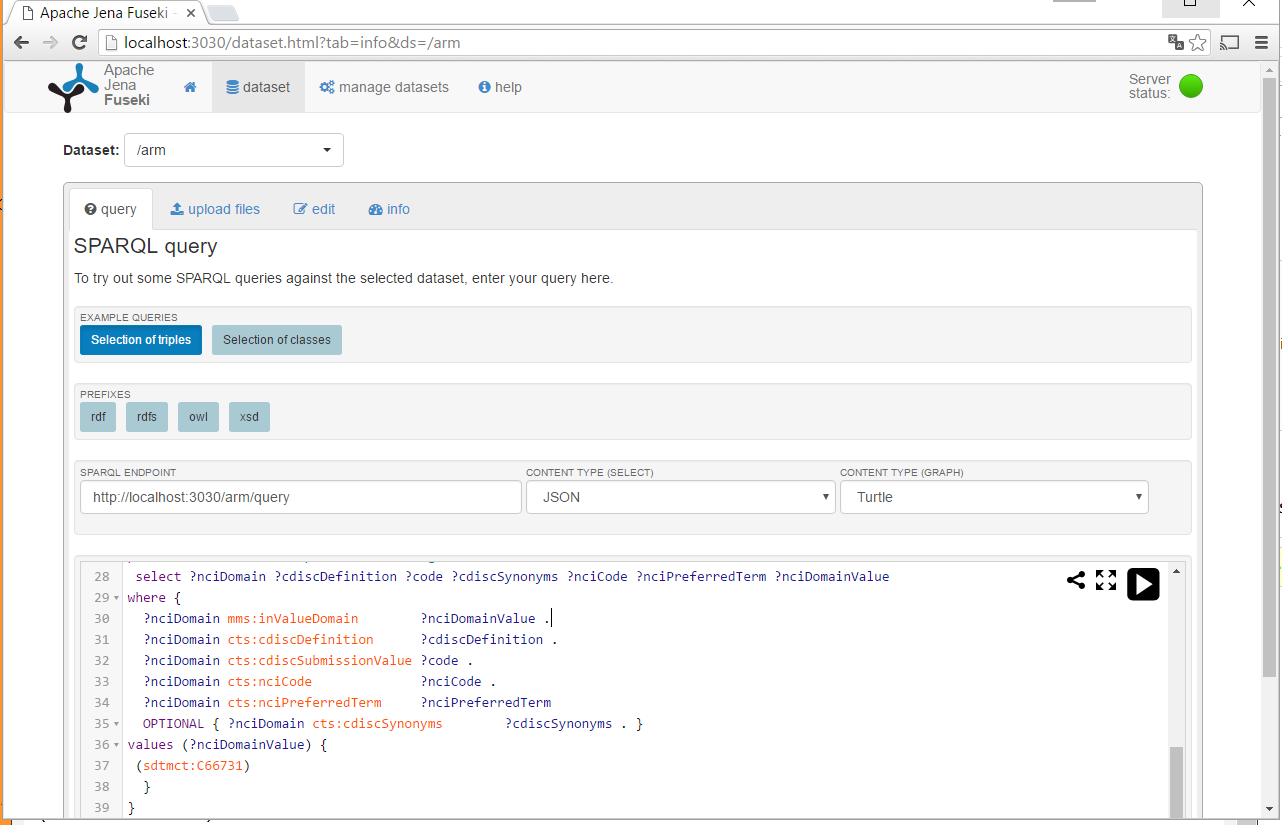 Apache Jena Fuseki -
localhost:3030/dataset.html?tab=info&ds=/arm
Apache
Jena
Fuseki
dataset
manage datasets
help
Server
status:
Dataset:
/arm
query
upload files
edit
info
SPARQL query
To try out some SPARQL queries against the selected dataset, enter your query here.
EXAMPLE QUERIES
Selection of triples
Selection of classes
PREFIXES
rdf
rdfs
owl
xsd
SPARQL ENDPOINT
CONTENT TYPE (SELECT)
CONTENT TYPE (GRAPH)
http://localhost:3030/arm/query
JSON
Turtle
28 select ?nciDomain ?cdiscDefinition ?code ?cdiscSynonyms ?nciCode ?nciPreferredTerm ?nciDomainValue
29 where {
30 ?nciDomain mms:inValueDomain ?nciDomainValue .
31 ?nciDomain cts:cdiscDefinition ?cdiscDefinition .
32 ?nciDomain cts:cdiscSubmissionValue ?code .
33 ?nciDomain cts:nciCode ?nciCode .
34 ?nciDomain cts:nciPreferredTerm ?nciPreferredTerm
35 OPTIONAL { ?nciDomain cts:cdiscSynonyms ?cdiscSynonyms . }
36 values (?nciDomainValue) {
37 (sdtmct:C66731)
38 }
39 }